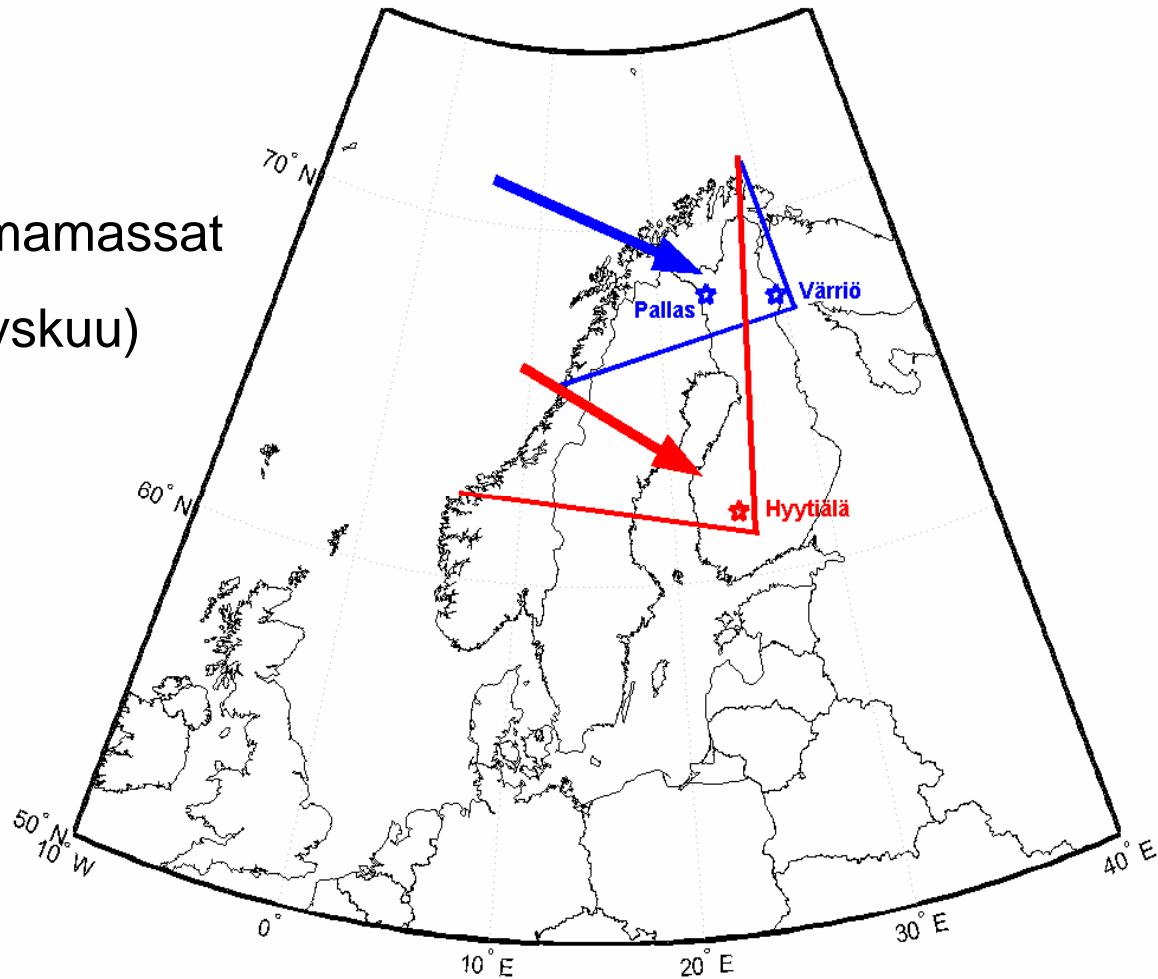 70° N
mamassat
yskuu)
Pallas
Värriö
60° N
Hyytiälä
50° N
10° W
0°
10° E
20° E
30° E
40° E